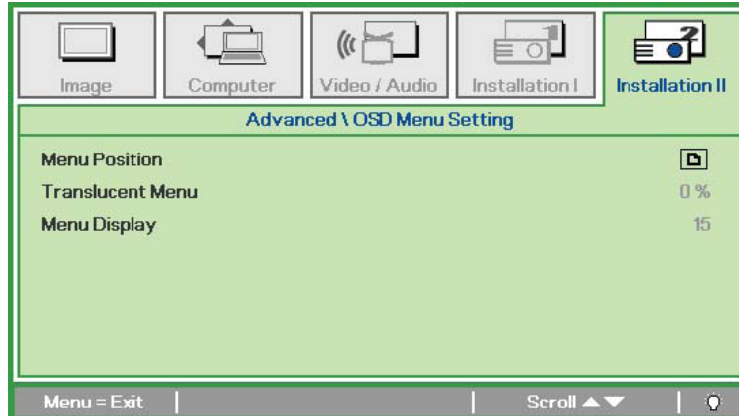 Image Computer Video / Audio Installation I Installation II
Advanced \ OSD Menu Setting
Menu Position
Translucent Menu 0 %
Menu Display 15
Menu = Exit Scroll ▲▼